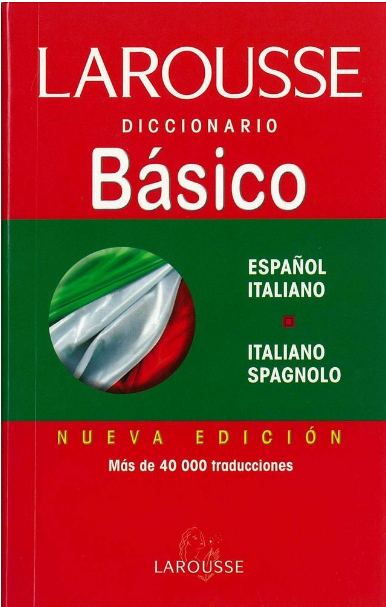 LAROUSSE
DICCIONARIO
Básico
ESPAÑOL
ITALIANO
ITALIANO
SPAGNOLO
NUEVA EDICIÓN
Más de 40 000 traducciones
LAROUSSE